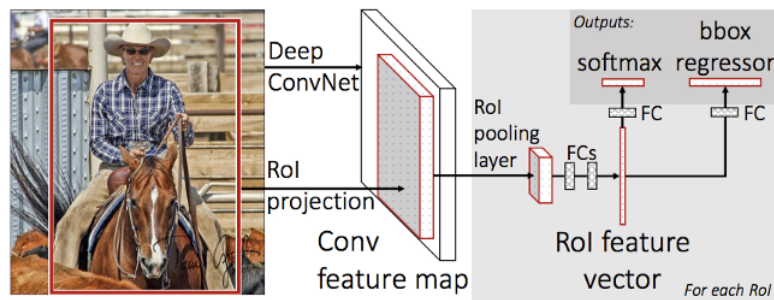 Deep
ConvNet
RoI
projection
Conv
feature map
RoI
pooling
layer
FCs
RoI feature
vector
Outputs:
softmax
bbox
regressor
FC
FC
For each RoI